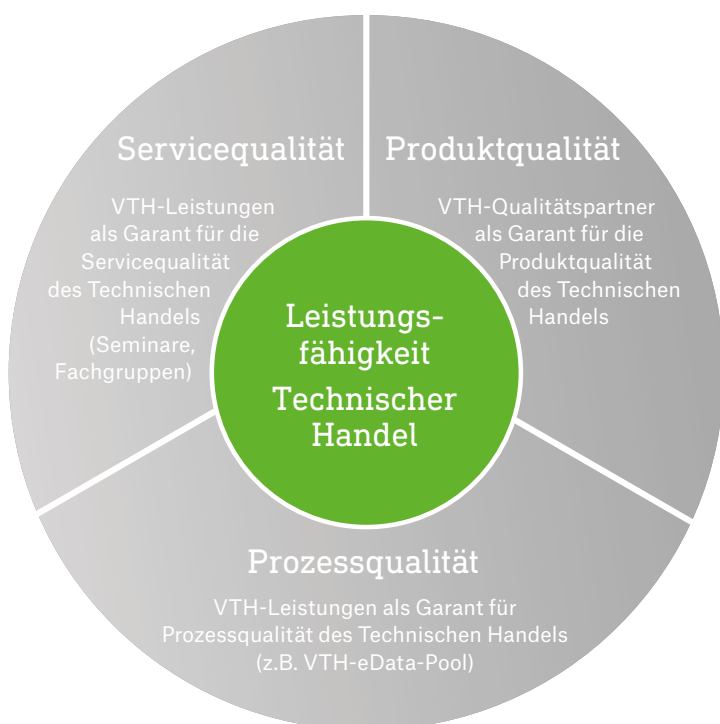 Servicequalität
VTH-Leistungen
als Garant für die
Servicequalität
des Technischen
Handels
(Seminare,
Fachgruppen)
Produktqualität
VTH-Qualitätspartner
als Garant für die
Produktqualität
des Technischen
Handels
Leistungs-
fähigkeit
Technischer
Handel
Prozessqualität
VTH-Leistungen als Garant für
Prozessqualität des Technischen Handels
(z.B. VTH-eData-Pool)